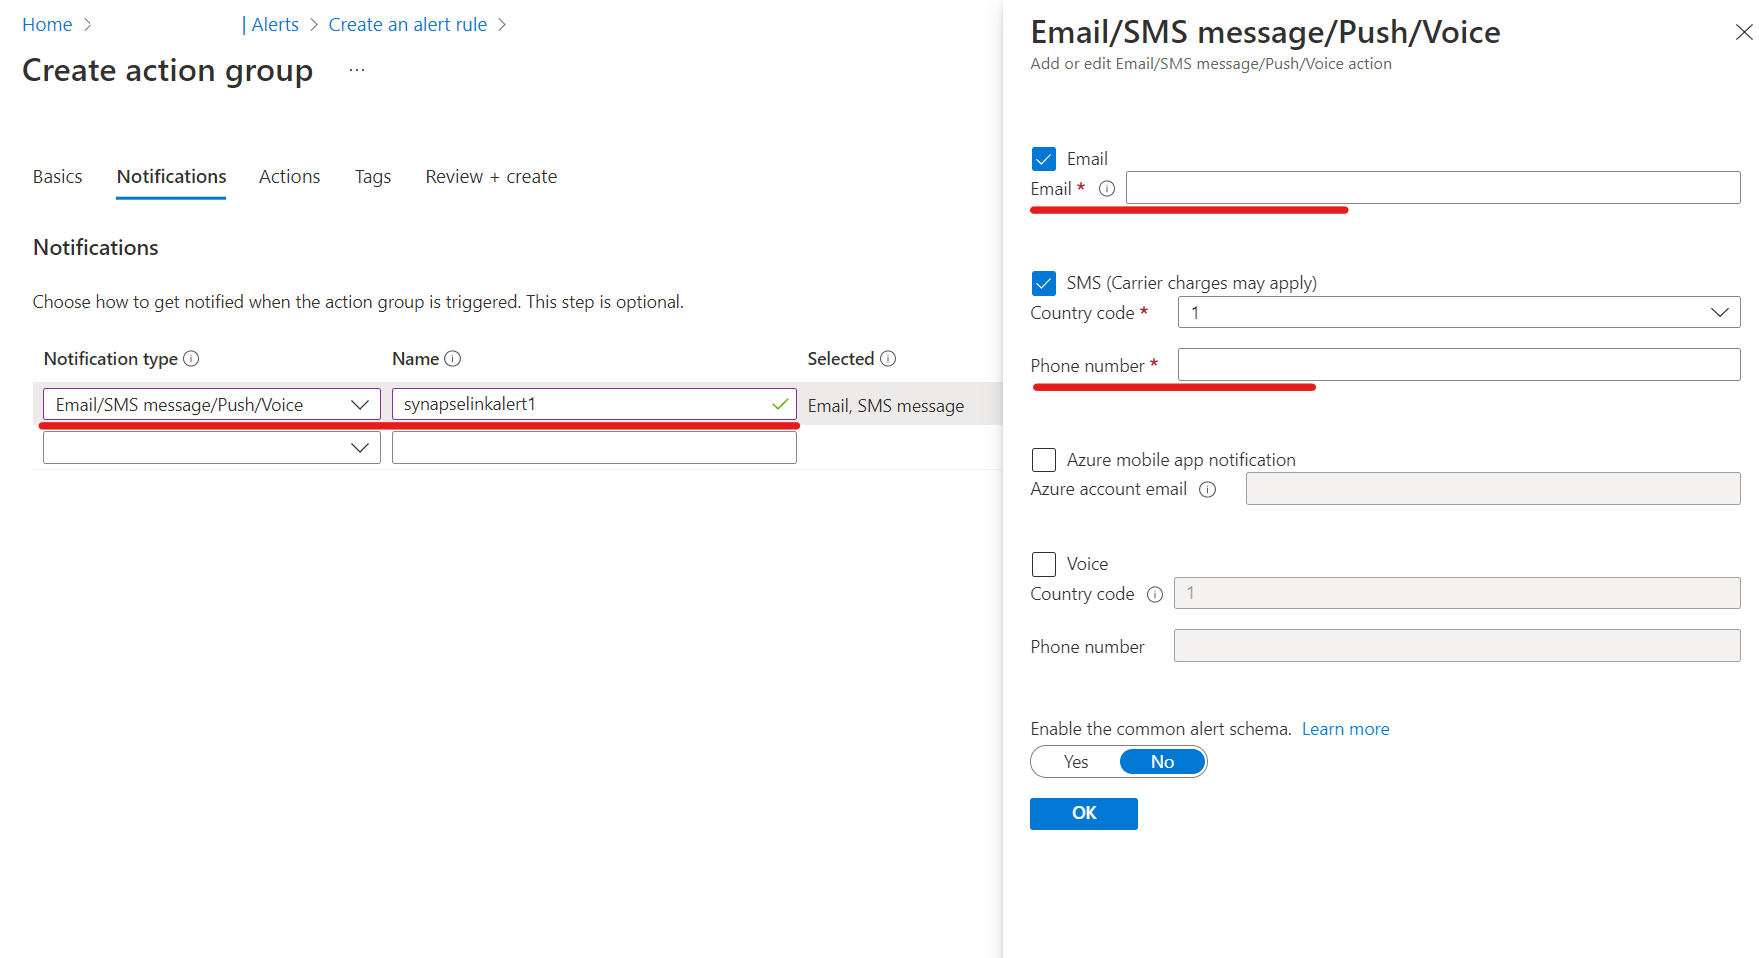 Home > | Alerts > Create an alert rule >
Create action group ...
Basics Notifications Actions Tags Review + create
Notifications
Choose how to get notified when the action group is triggered. This step is optional.
Notification type Name Selected
Email/SMS message/Push/Voice synapselinkalert1 Email, SMS message
Email/SMS message/Push/Voice
Add or edit Email/SMS message/Push/Voice action
Email
Email *
SMS (Carrier charges may apply)
Country code * 1
Phone number *
Azure mobile app notification
Azure account email
Voice
Country code 1
Phone number
Enable the common alert schema. Learn more
Yes No
OK